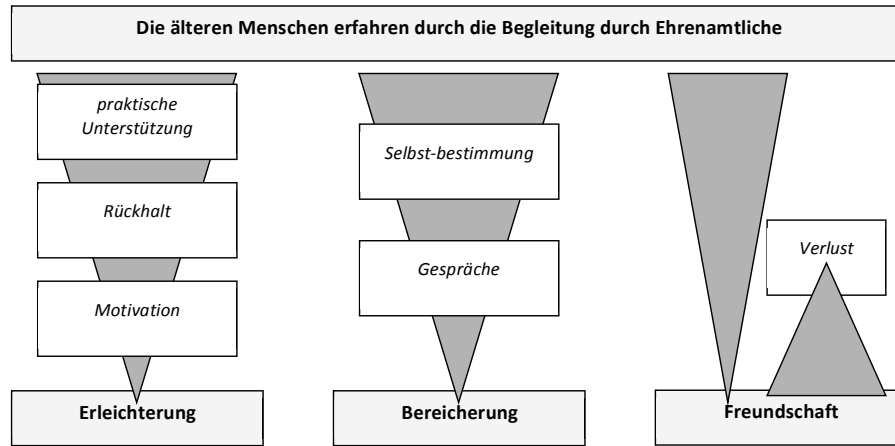 Die älteren Menschen erfahren durch die Begleitung durch Ehrenamtliche
praktische
Unterstützung
Rückhalt
Motivation
Erleichterung
Selbst-bestimmung
Gespräche
Bereicherung
Verlust
Freundschaft